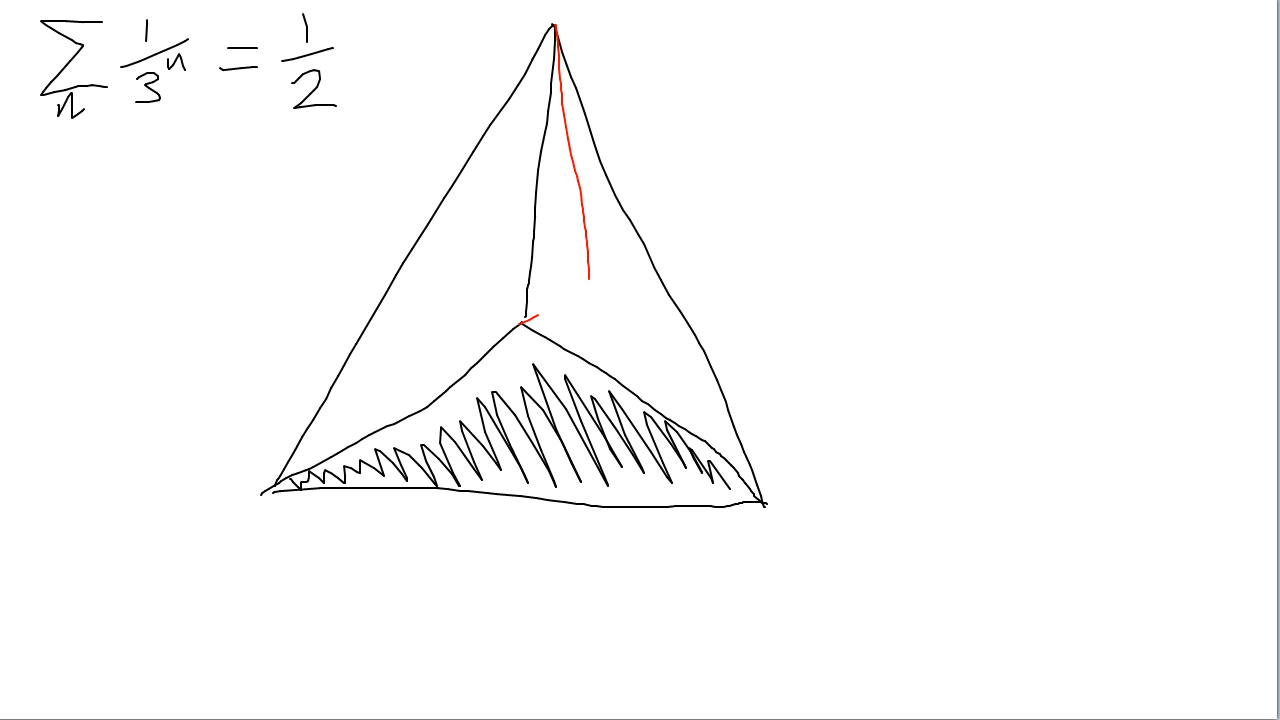 ∑ₙ 1/3ⁿ = 1/2